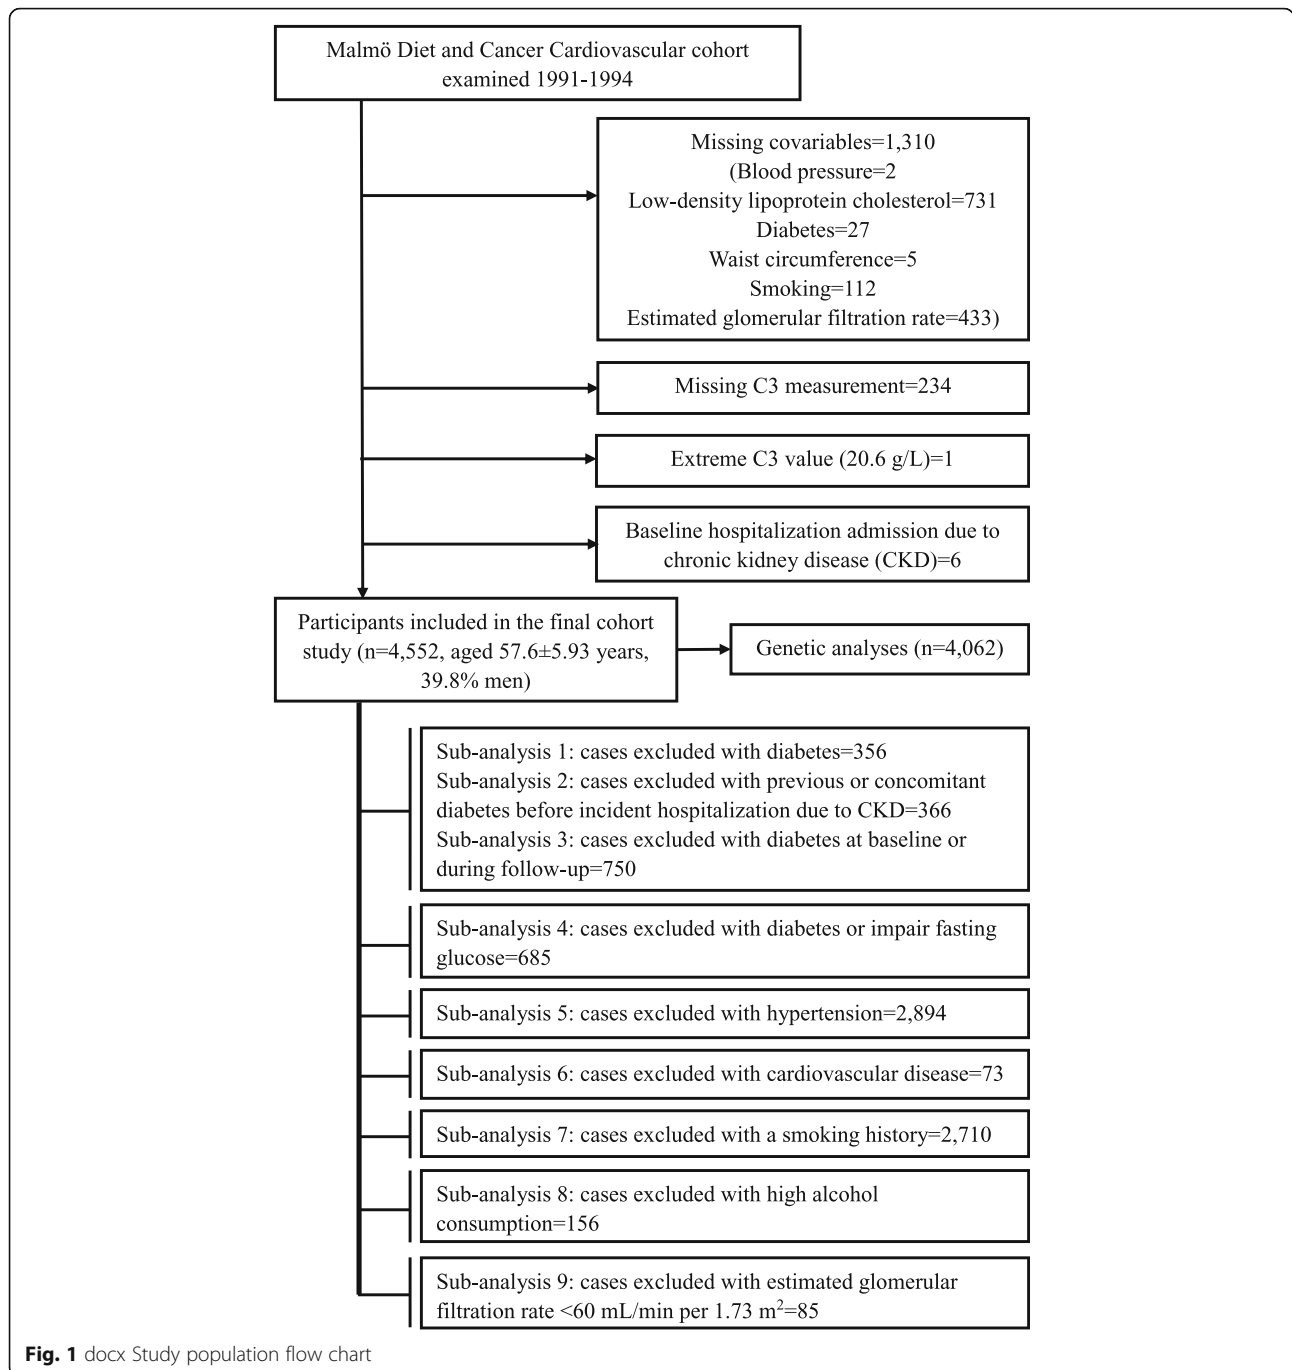 Malmö Diet and Cancer Cardiovascular cohort
examined 1991-1994
Missing covariables=1,310
(Blood pressure=2
Low-density lipoprotein cholesterol=731
Diabetes=27
Waist circumference=5
Smoking=112
Estimated glomerular filtration rate=433)
Missing C3 measurement=234
Extreme C3 value (20.6 g/L)=1
Baseline hospitalization admission due to
chronic kidney disease (CKD)=6
Participants included in the final cohort
study (n=4,552, aged 57.6±5.93 years,
39.8% men)
Genetic analyses (n=4,062)
Sub-analysis 1: cases excluded with diabetes=356
Sub-analysis 2: cases excluded with previous or concomitant
diabetes before incident hospitalization due to CKD=366
Sub-analysis 3: cases excluded with diabetes at baseline or
during follow-up=750
Sub-analysis 4: cases excluded with diabetes or impair fasting
glucose=685
Sub-analysis 5: cases excluded with hypertension=2,894
Sub-analysis 6: cases excluded with cardiovascular disease=73
Sub-analysis 7: cases excluded with a smoking history=2,710
Sub-analysis 8: cases excluded with high alcohol
consumption=156
Sub-analysis 9: cases excluded with estimated glomerular
filtration rate <60 mL/min per 1.73 m²=85
Fig. 1 docx Study population flow chart